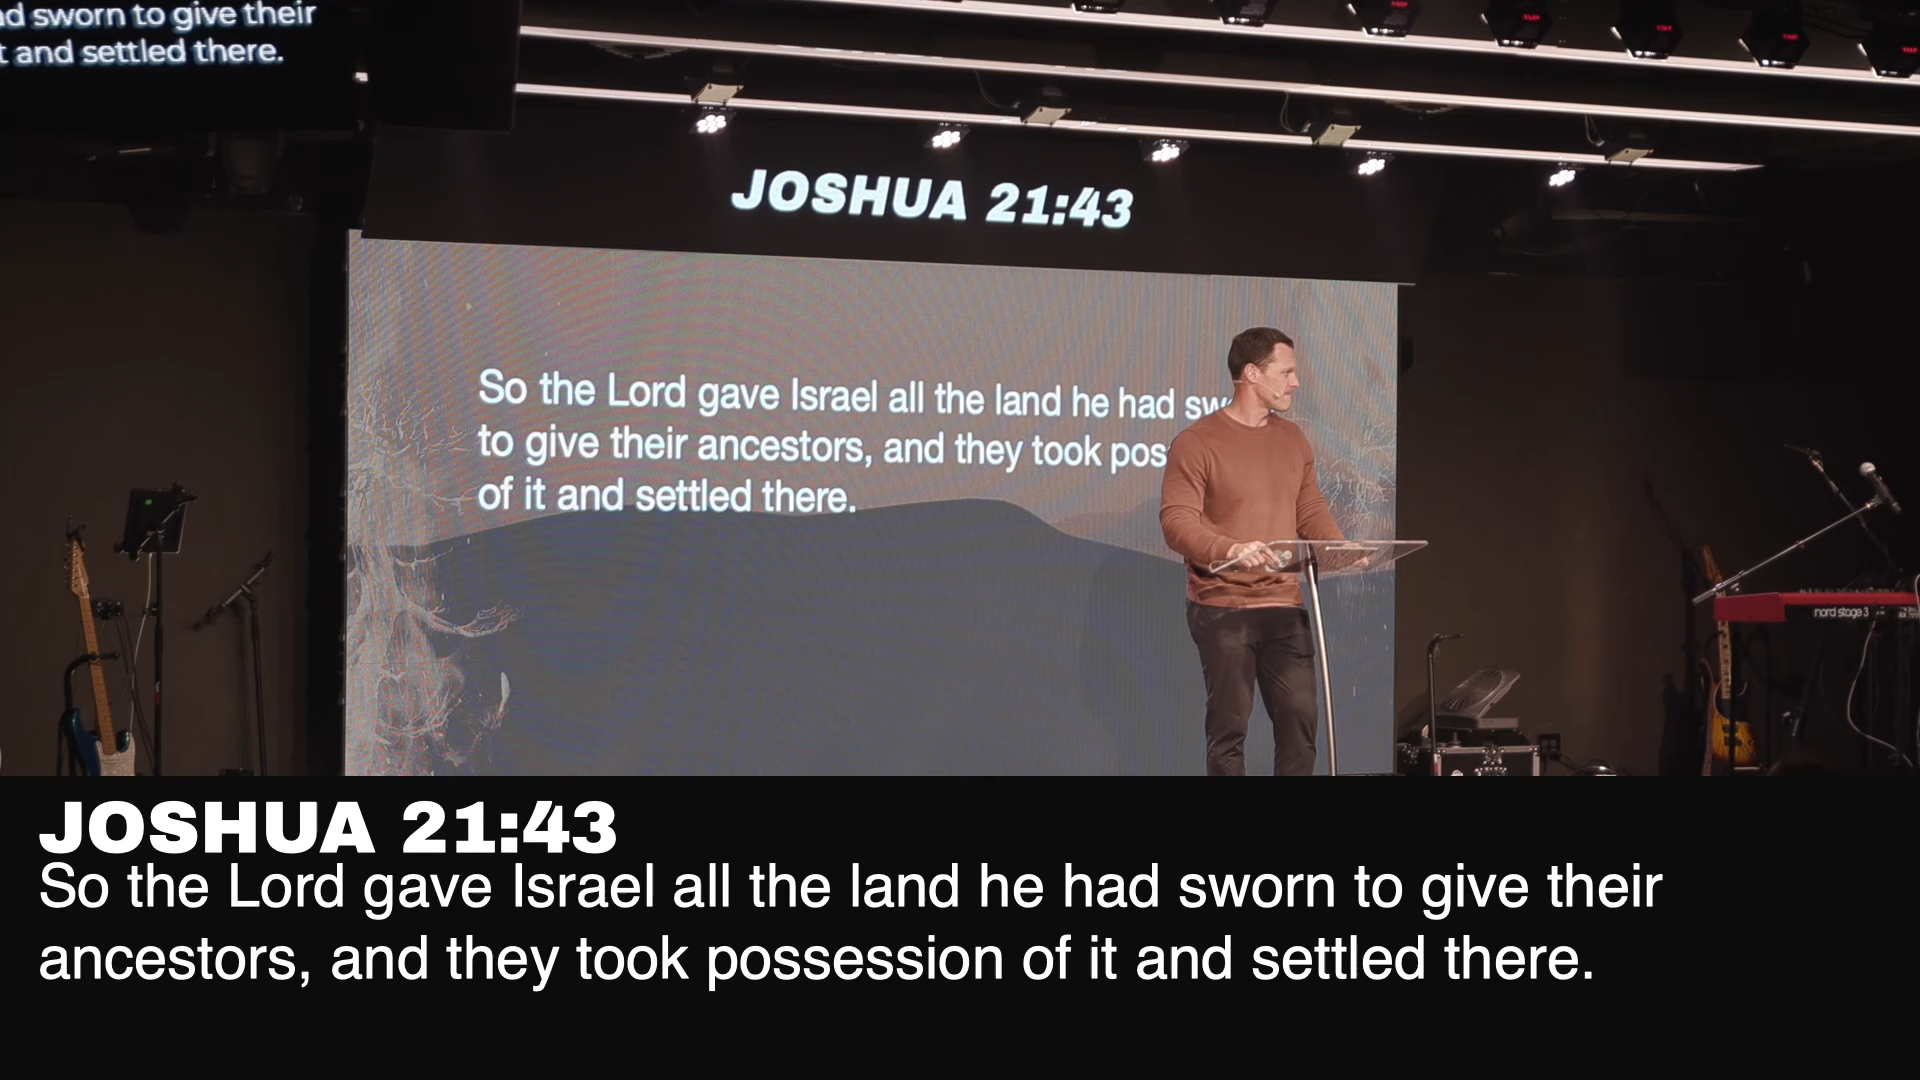 d sworn to give their
t and settled there.
JOSHUA 21:43
So the Lord gave Israel all the land he had sw
to give their ancestors, and they took pos
of it and settled there.
nord stage 3
JOSHUA 21:43
So the Lord gave Israel all the land he had sworn to give their
ancestors, and they took possession of it and settled there.